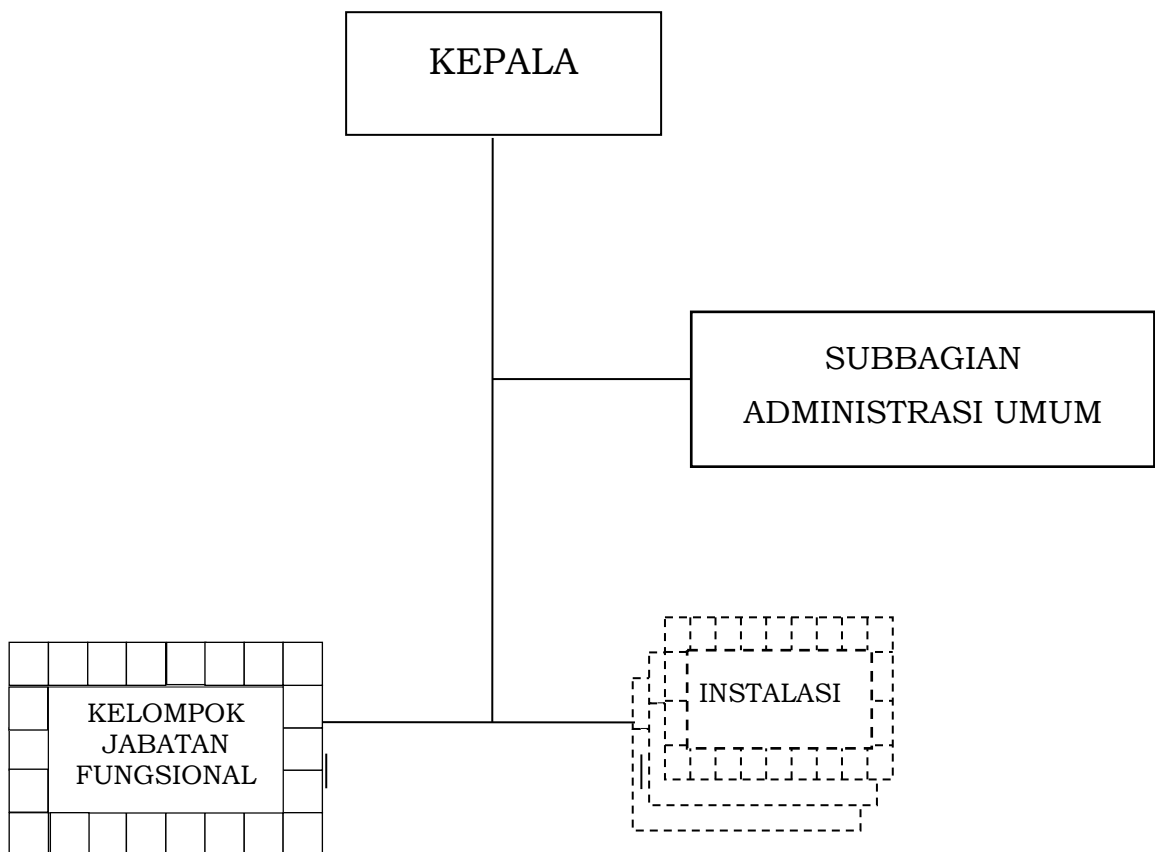 KEPALA
SUBBAGIAN
ADMINISTRASI UMUM
KELOMPOK
JABATAN
FUNGSIONAL
INSTALASI